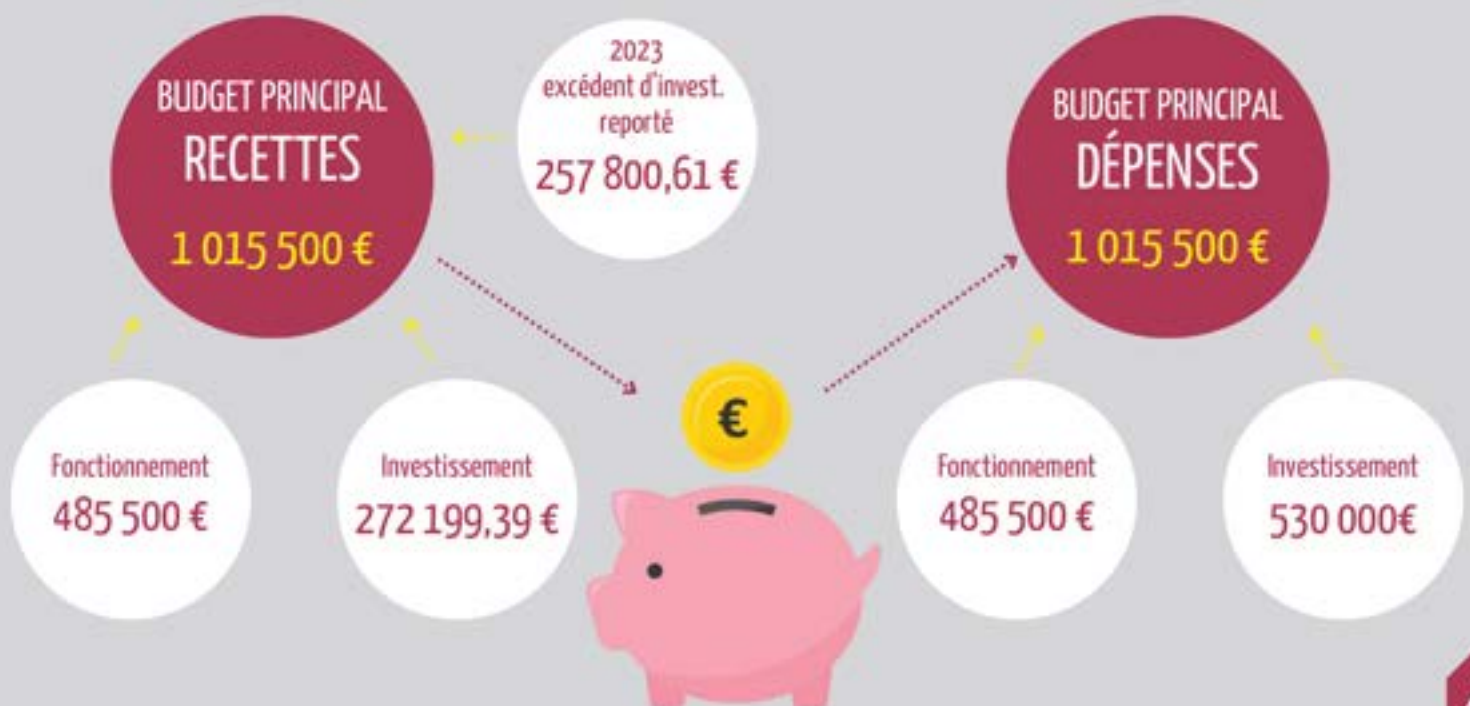 BUDGET PRINCIPAL
RECETTES
1 015 500 €
2023
excédent d'invest.
reporté
257 800,61 €
BUDGET PRINCIPAL
DÉPENSES
1 015 500 €
Fonctionnement
485 500 €
Investissement
272 199,39 €
€
Fonctionnement
485 500 €
Investissement
530 000€